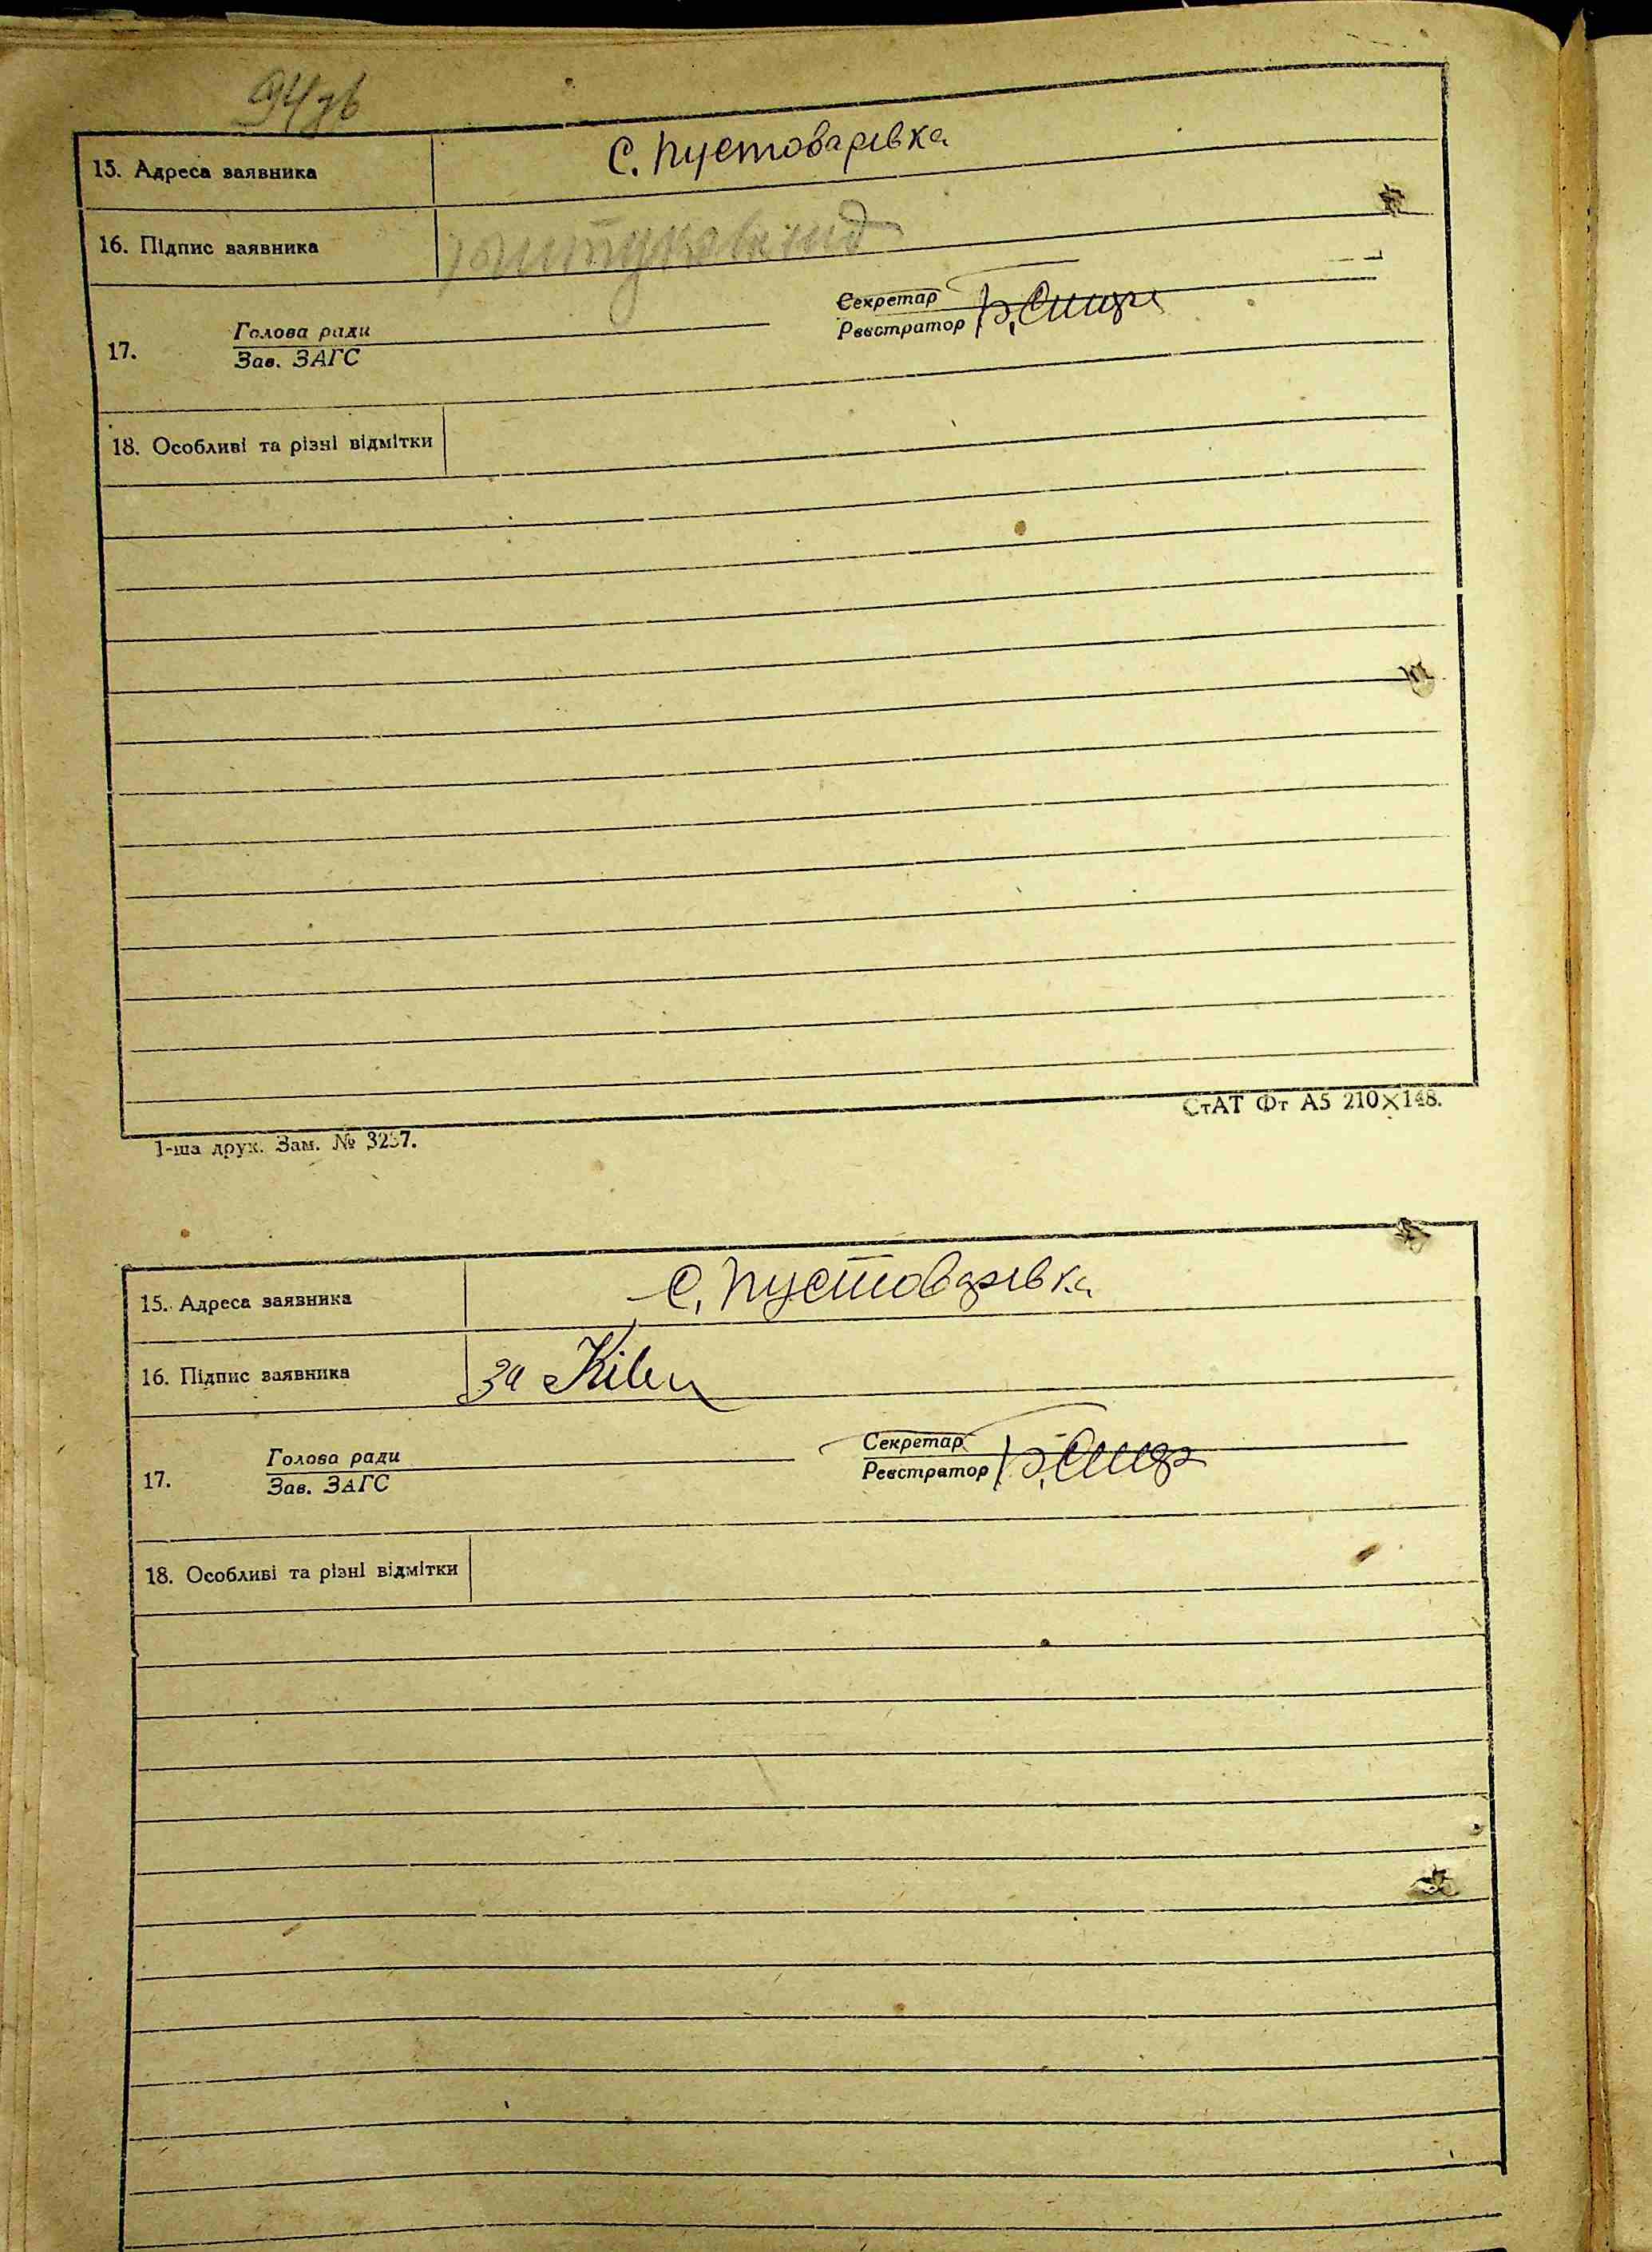 94зв
15. Адреса заявника С. Пустоварівка
16. Підпис заявника
Секретар
Голова ради
17. Реєстратор
Зав. ЗАГС
18. Особливі та різні відмітки
СтАТ Фт А5 210×148.
1-ша друк. Зам. № 3257.
15. Адреса заявника С. Пустоварівка
16. Підпис заявника за
Секретар
Голова ради
17. Реєстратор
Зав. ЗАГС
18. Особливі та різні відмітки